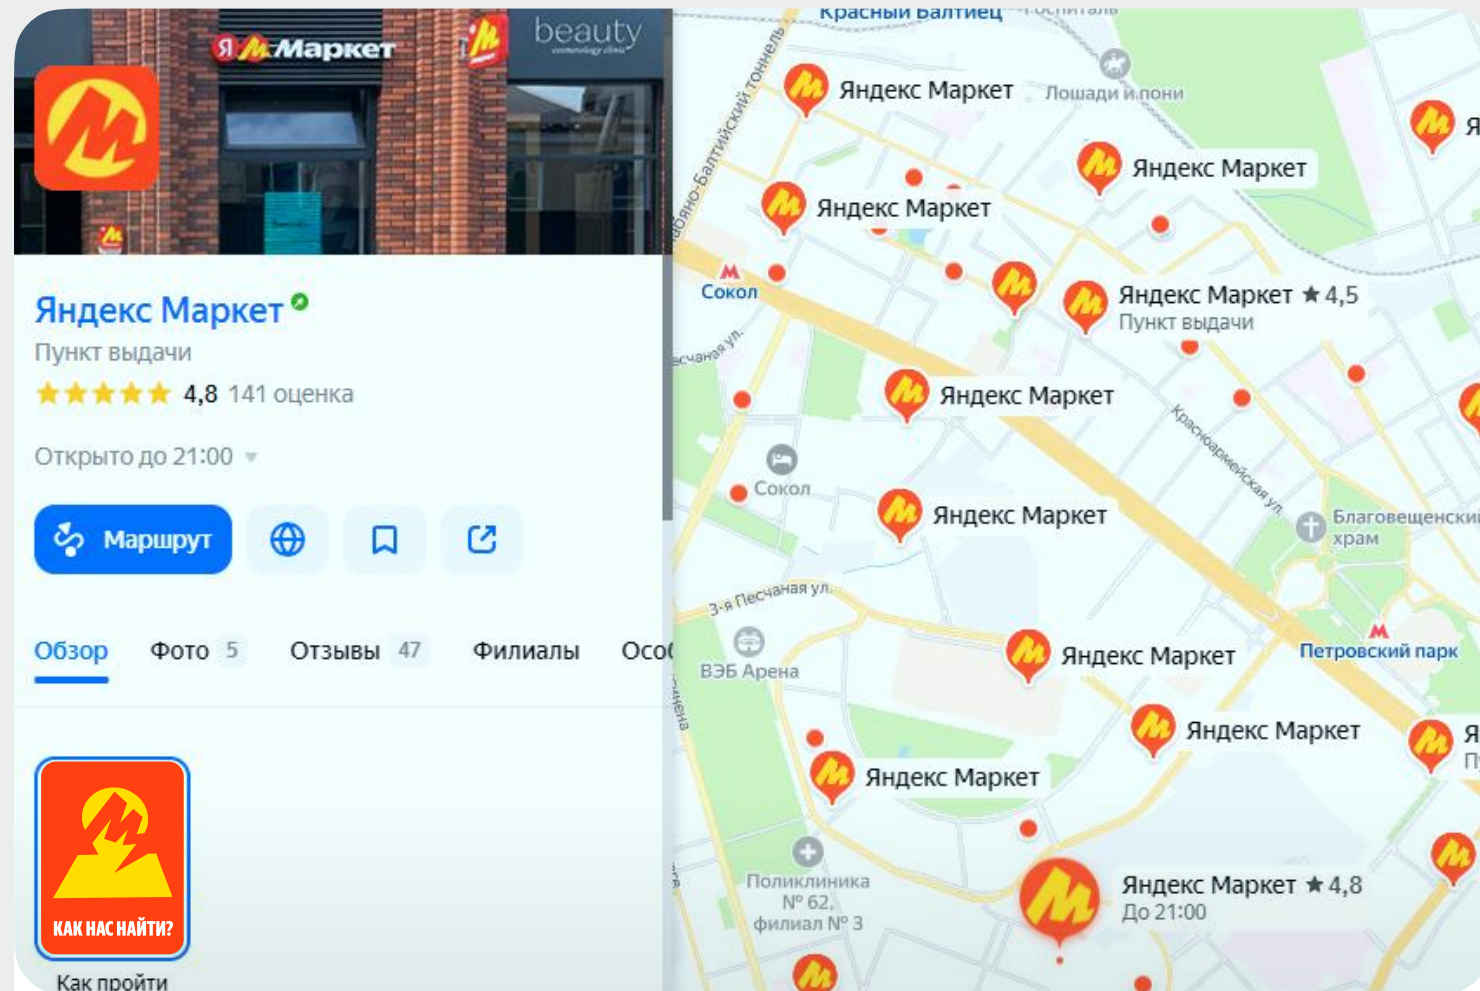 Я Маркет
beauty
cosmetology clinic
Яндекс Маркет
Пункт выдачи
4,8 141 оценка
Открыто до 21:00
Маршрут
Обзор
Фото 5
Отзывы 47
Филиалы
КАК НАС НАЙТИ?
Как пройти
Красный Балтиец
Яндекс Маркет
Лошади и пони
Яндекс Маркет
Яндекс Маркет
Сокол
Яндекс Маркет ★ 4,5
Пункт выдачи
Яндекс Маркет
Красноармейская ул.
Сокол
Яндекс Маркет
Благовещенский
храм
3-я Песчаная ул.
ВЭБ Арена
Яндекс Маркет
Петровский парк
Яндекс Маркет
Яндекс Маркет
Поликлиника
№ 62,
филиал № 3
Яндекс Маркет ★ 4,8
До 21:00